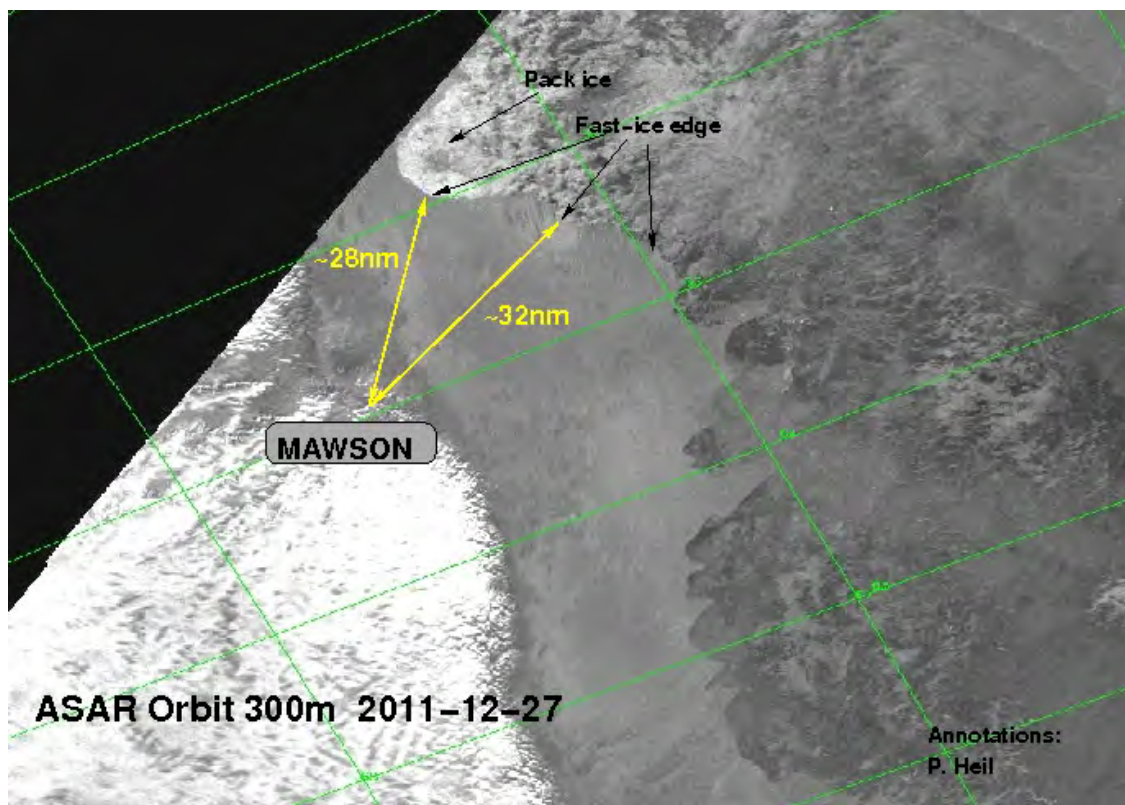 Pack ice
Fast-ice edge
~28nm
~32nm
MAWSON
ASAR Orbit 300m 2011-12-27
Annotations:
P. Heil